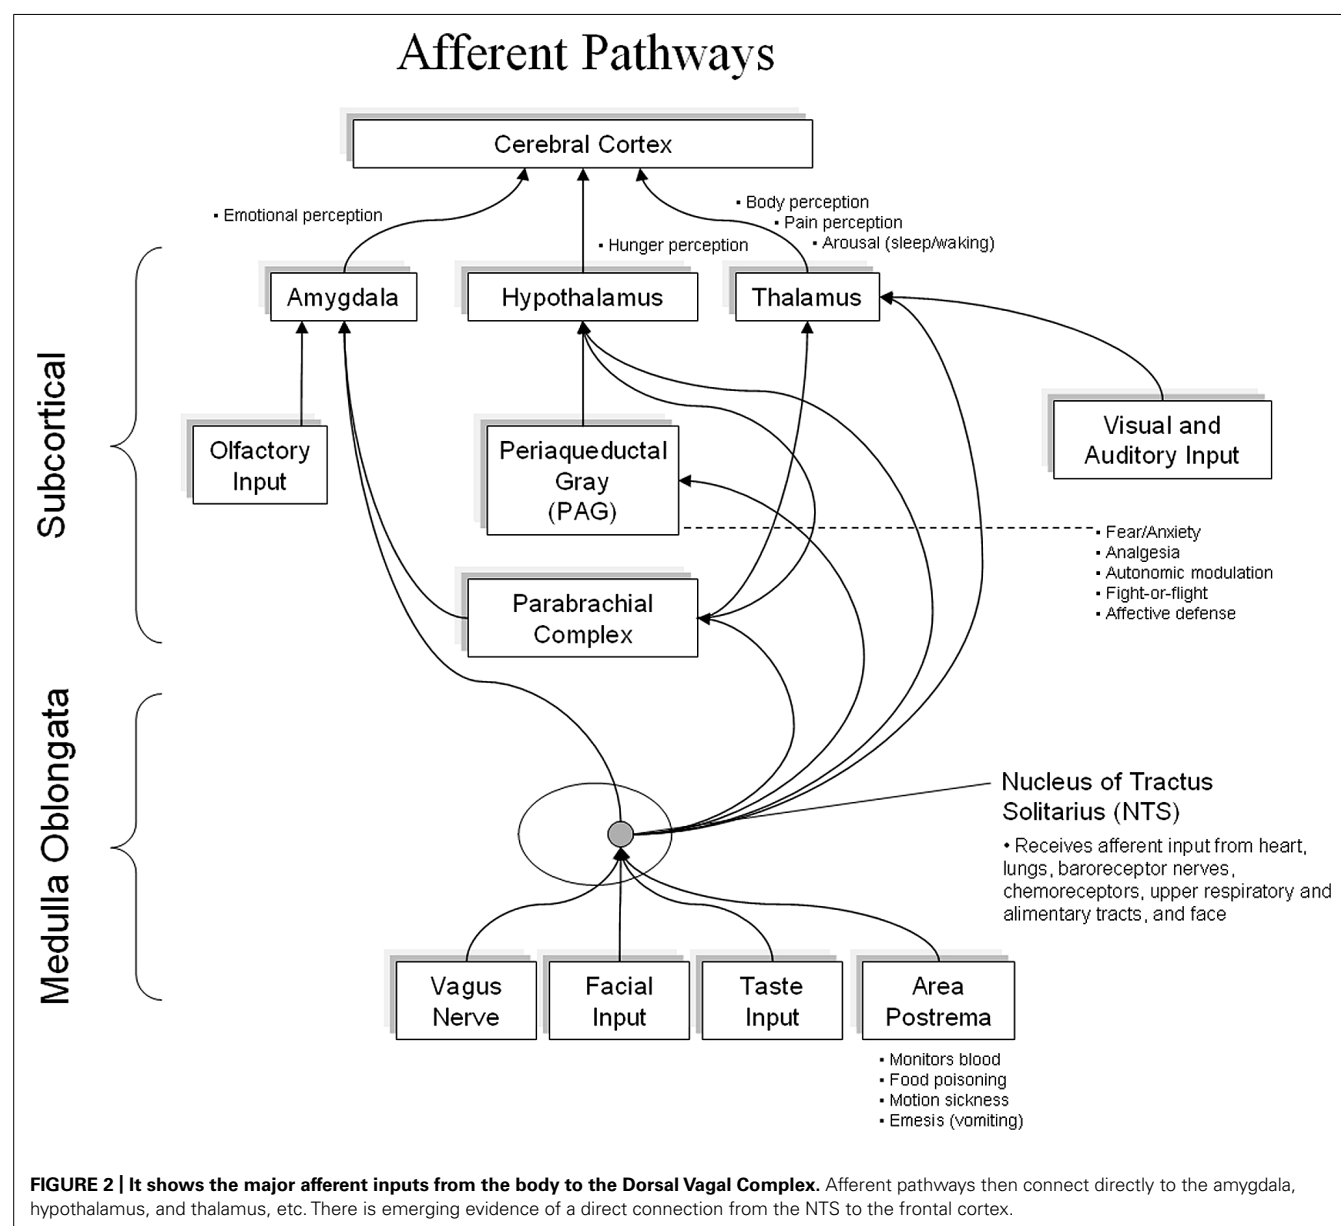 Afferent Pathways
Cerebral Cortex
▪ Emotional perception
▪ Hunger perception
▪ Body perception
▪ Pain perception
▪ Arousal (sleep/waking)
Subcortical
Amygdala
Hypothalamus
Thalamus
Olfactory
Input
Periaqueductal
Gray
(PAG)
Visual and
Auditory Input
▪ Fear/Anxiety
▪ Analgesia
▪ Autonomic modulation
▪ Fight-or-flight
▪ Affective defense
Parabrachial
Complex
Medulla Oblongata
Nucleus of Tractus
Solitarius (NTS)
• Receives afferent input from heart,
lungs, baroreceptor nerves,
chemoreceptors, upper respiratory and
alimentary tracts, and face
Vagus
Nerve
Facial
Input
Taste
Input
Area
Postrema
▪ Monitors blood
▪ Food poisoning
▪ Motion sickness
▪ Emesis (vomiting)
FIGURE 2 | It shows the major afferent inputs from the body to the Dorsal Vagal Complex. Afferent pathways then connect directly to the amygdala,
hypothalamus, and thalamus, etc. There is emerging evidence of a direct connection from the NTS to the frontal cortex.